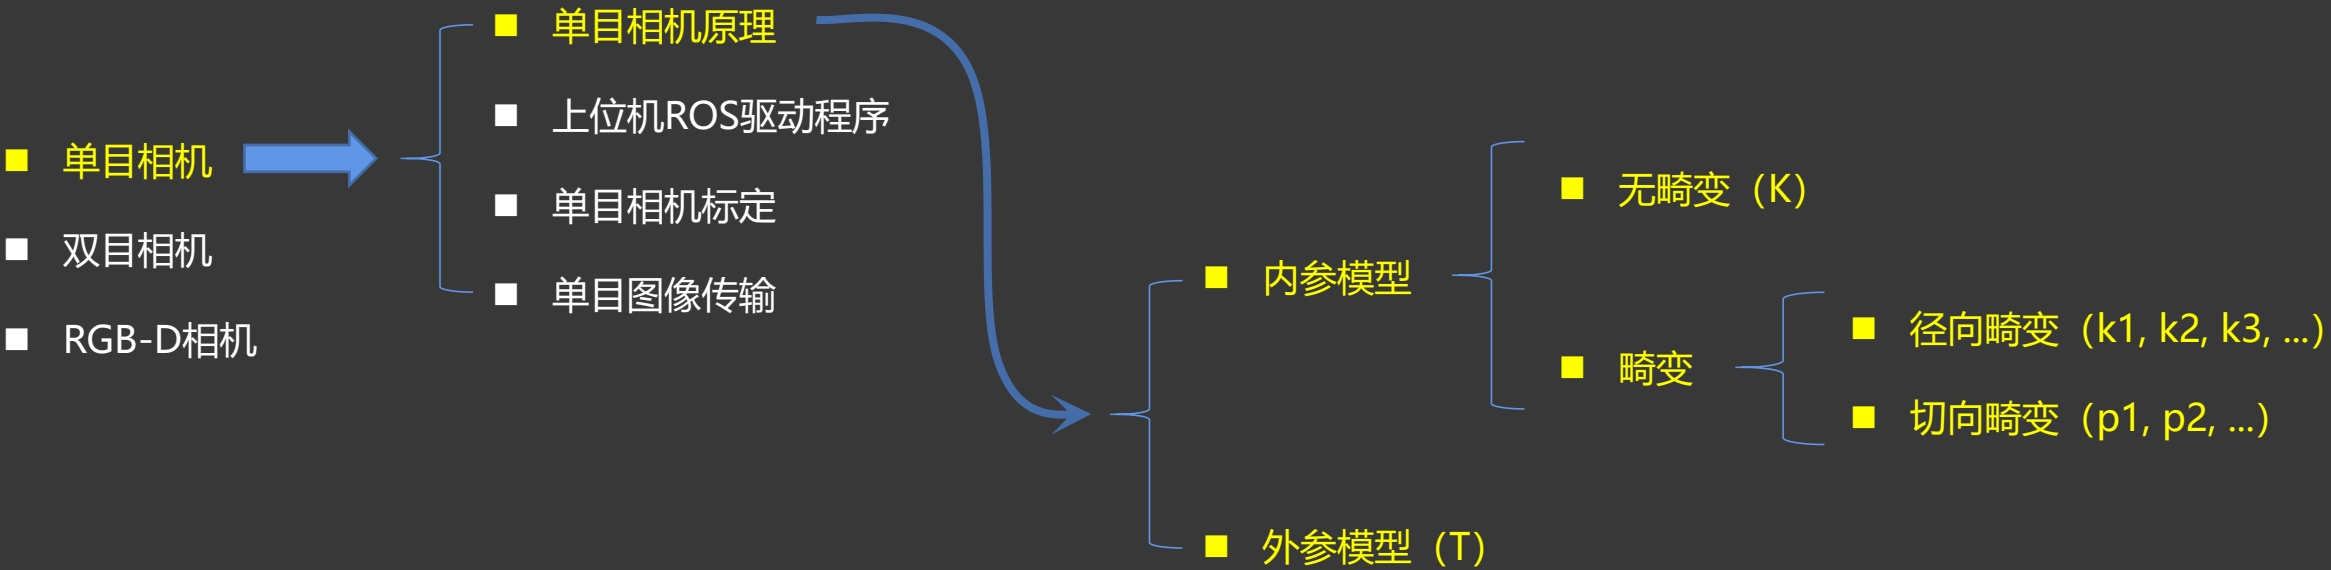 单目相机
双目相机
RGB-D相机
单目相机原理
上位机ROS驱动程序
单目相机标定
单目图像传输
内参模型
外参模型（T）
无畸变（K）
畸变
径向畸变（k1, k2, k3, ...）
切向畸变（p1, p2, ...）